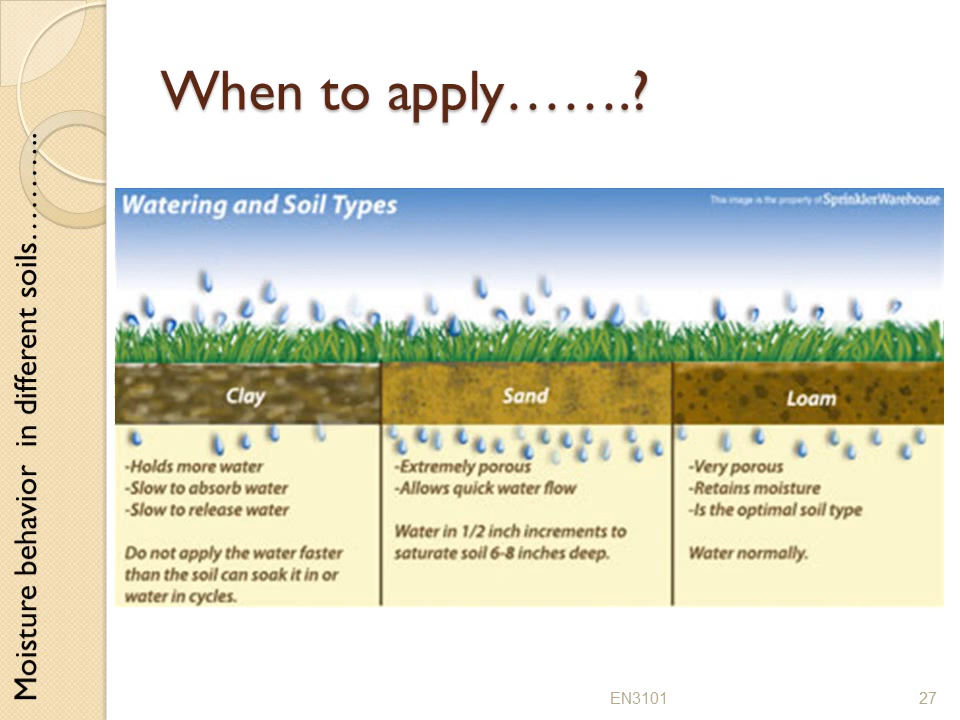 When to apply…….?
Moisture behavior in different soils………..
Watering and Soil Types
This image is the property of SprinklerWarehouse
Clay
-Holds more water
-Slow to absorb water
-Slow to release water
Do not apply the water faster
than the soil can soak it in or
water in cycles.
Sand
-Extremely porous
-Allows quick water flow
Water in 1/2 inch increments to
saturate soil 6-8 inches deep.
Loam
-Very porous
-Retains moisture
-Is the optimal soil type
Water normally.
EN3101
27